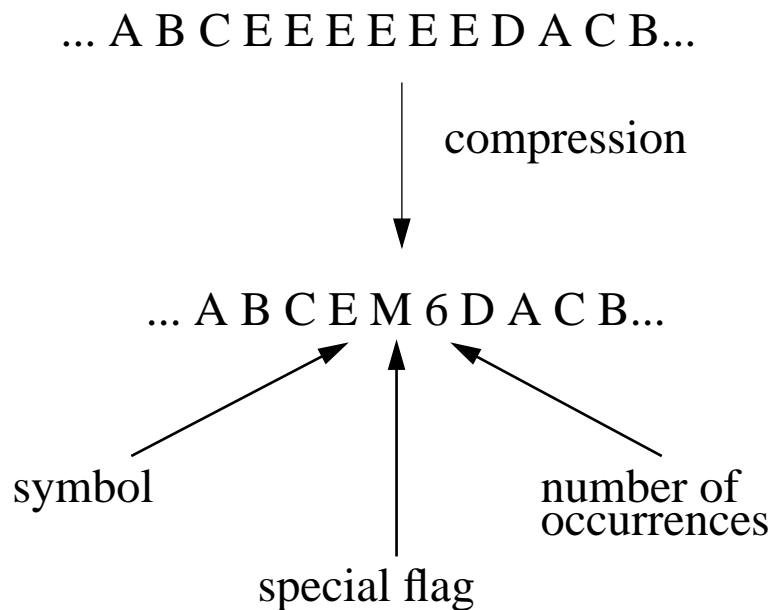 ... A B C E E E E E E D A C B...
compression
... A B C E M 6 D A C B...
symbol
number of
occurrences
special flag